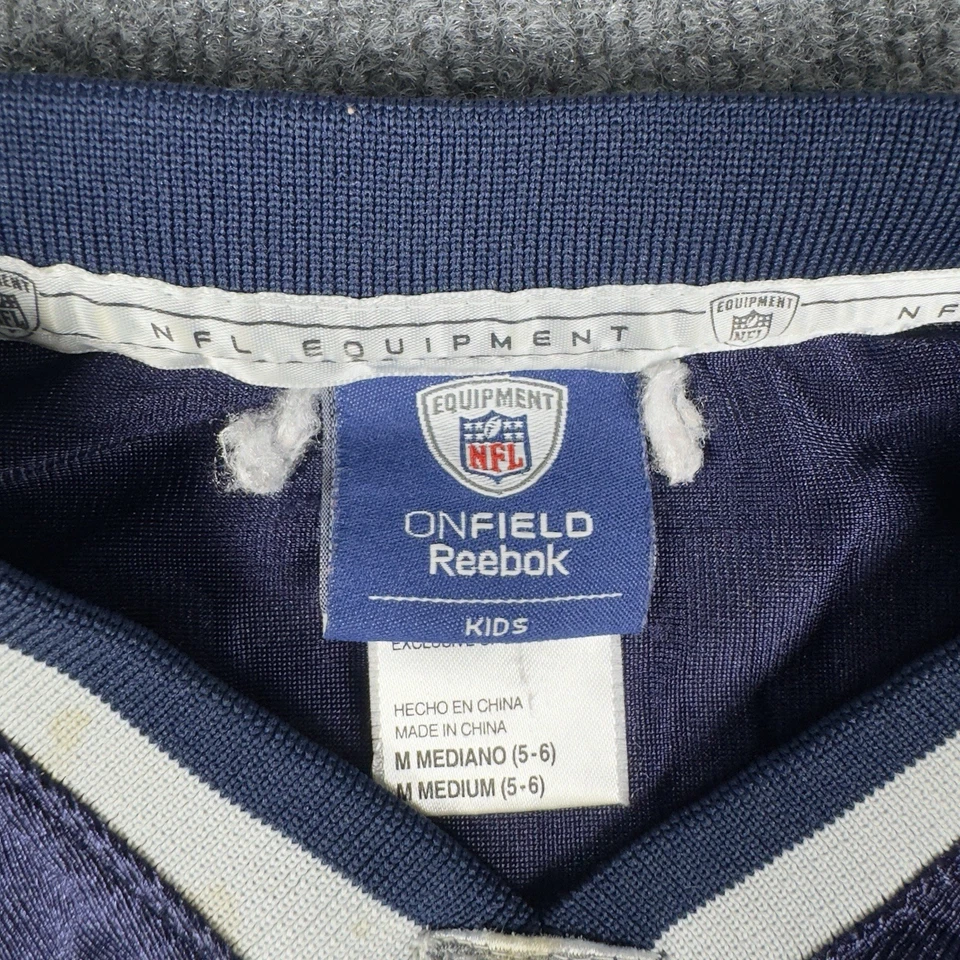 NFL EQUIPMENT
EQUIPMENT
NFL
NF
EQUIPMENT
NFL
ONFIELD
Reebok
KIDS
HECHO EN CHINA
MADE IN CHINA
M MEDIANO (5-6)
M MEDIUM (5-6)